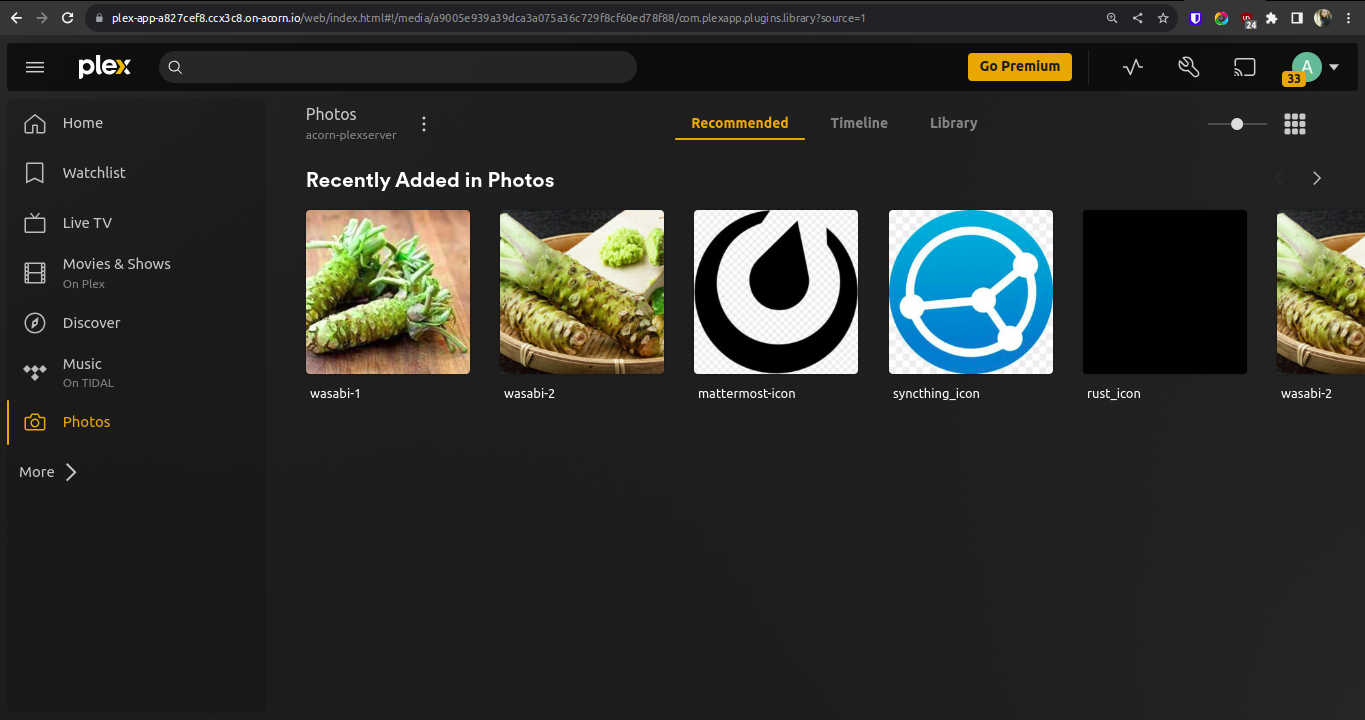 plex-app-a827cef8.ccx3c8.on-acorn.io/web/index.html#!/media/a9005e939a39dca3a075a36c729f8cf60ed78f88/com.plexapp.plugins.library?source=1
24
plex
Go Premium
A
33
Home
Watchlist
Live TV
Movies & Shows
On Plex
Discover
Music
On TIDAL
Photos
More
Photos
acorn-plexserver
Recommended
Timeline
Library
Recently Added in Photos
wasabi-1
wasabi-2
mattermost-icon
syncthing_icon
rust_icon
wasabi-2